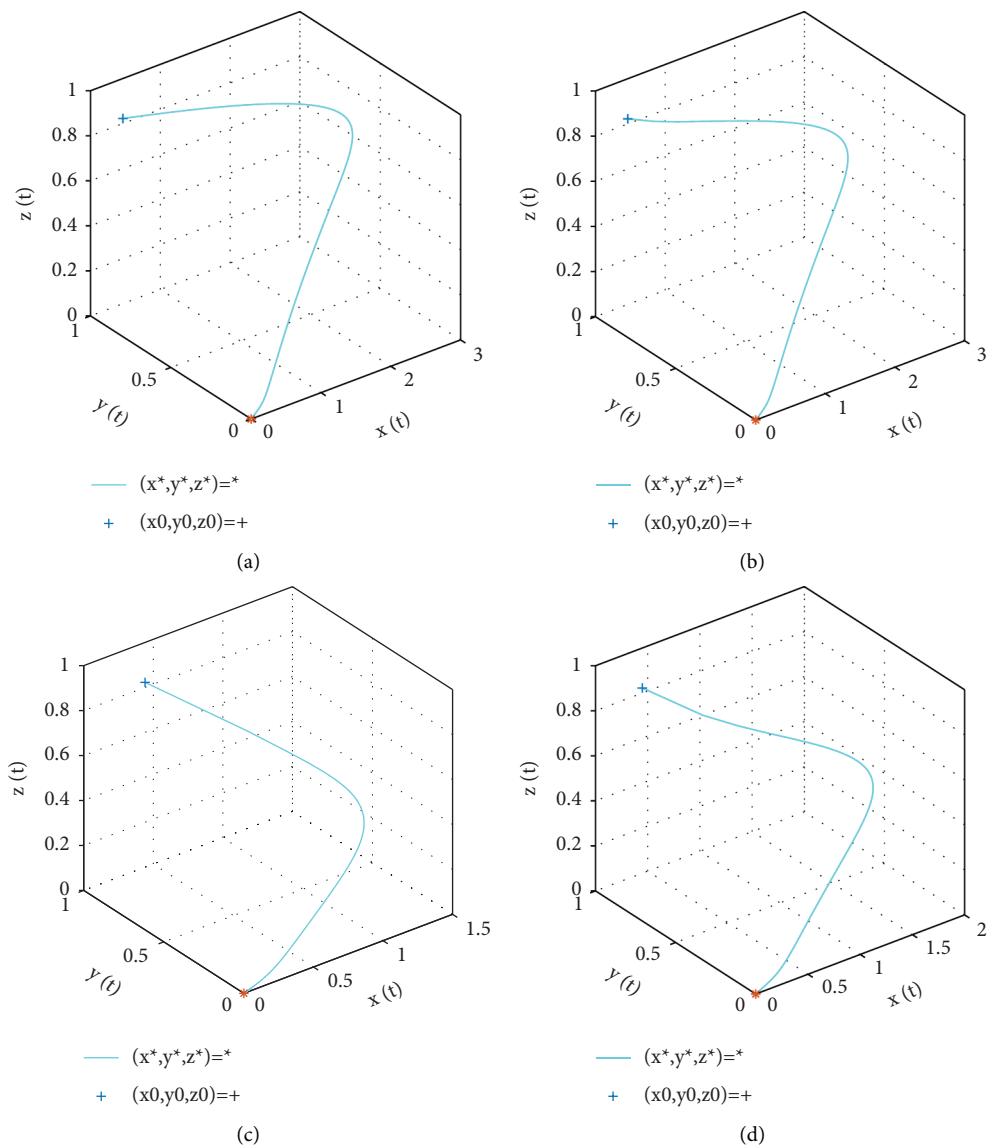 1
0.8
0.6
0.4
0.2
0
1
0.5
0
0
1
2
3
z (t)
y (t)
x (t)
(x*,y*,z*)=*
(x0,y0,z0)=+
(a)
1
0.8
0.6
0.4
0.2
0
1
0.5
0
0
1
2
3
z (t)
y (t)
x (t)
(x*,y*,z*)=*
(x0,y0,z0)=+
(b)
1
0.8
0.6
0.4
0.2
0
1
0.5
0
0
0.5
1
1.5
z (t)
y (t)
x (t)
(x*,y*,z*)=*
(x0,y0,z0)=+
(c)
1
0.8
0.6
0.4
0.2
0
1
0.5
0
0
0.5
1
1.5
2
z (t)
y (t)
x (t)
(x*,y*,z*)=*
(x0,y0,z0)=+
(d)